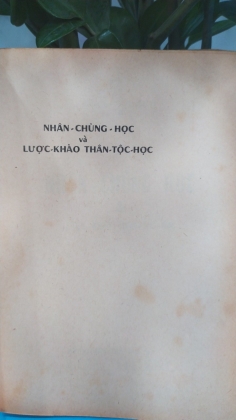 NHÂN - CHỦNG - HỌC
và
LƯỢC-KHẢO THÂN-TỘC-HỌC